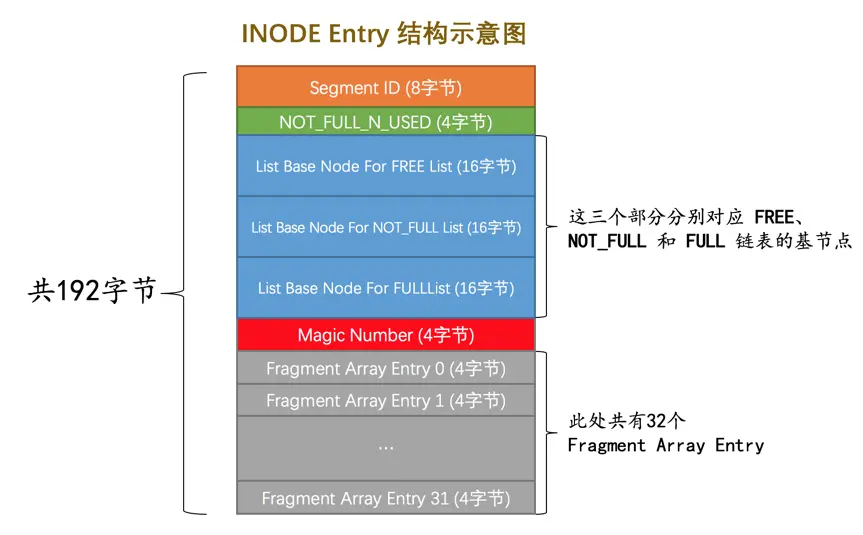 INODE Entry 结构示意图
Segment ID (8字节)
NOT_FULL_N_USED (4字节)
List Base Node For FREE List (16字节)
List Base Node For NOT_FULL List (16字节)
List Base Node For FULLList (16字节)
Magic Number (4字节)
Fragment Array Entry 0 (4字节)
Fragment Array Entry 1 (4字节)
...
Fragment Array Entry 31 (4字节)
共192字节
这三个部分分别对应 FREE、
NOT_FULL 和 FULL 链表的基节点
此处共有32个
Fragment Array Entry